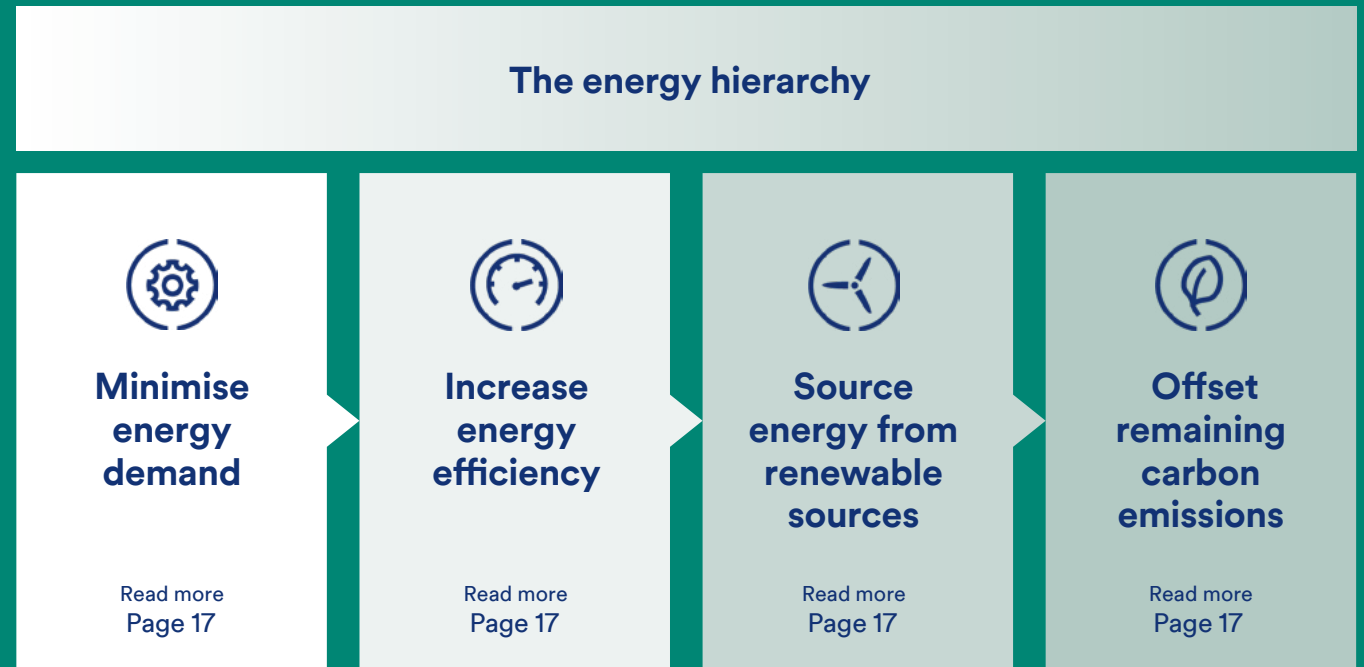 The energy hierarchy
Minimise
energy
demand
Read more
Page 17
Increase
energy
efficiency
Read more
Page 17
Source
energy from
renewable
sources
Read more
Page 17
Offset
remaining
carbon
emissions
Read more
Page 17